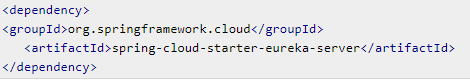 <dependency>
<groupId>org.springframework.cloud</groupId>
<artifactId>spring-cloud-starter-eureka-server</artifactId>
</dependency>